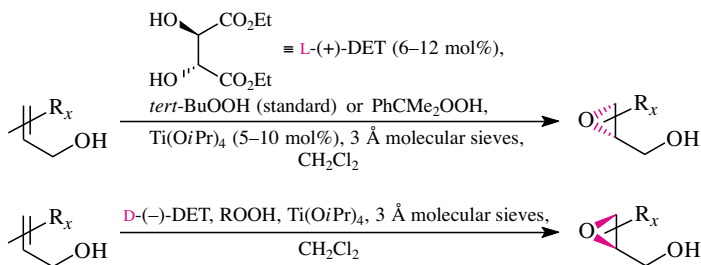 HO CO₂Et
HO CO₂Et
≡ L-(+)-DET (6–12 mol%),
tert-BuOOH (standard) or PhCMe₂OOH,
Rₓ
OH
Ti(OiPr)₄ (5–10 mol%), 3 Å molecular sieves,
CH₂Cl₂
O Rₓ
OH
Rₓ
OH
D-(–)-DET, ROOH, Ti(OiPr)₄, 3 Å molecular sieves,
CH₂Cl₂
O Rₓ
OH